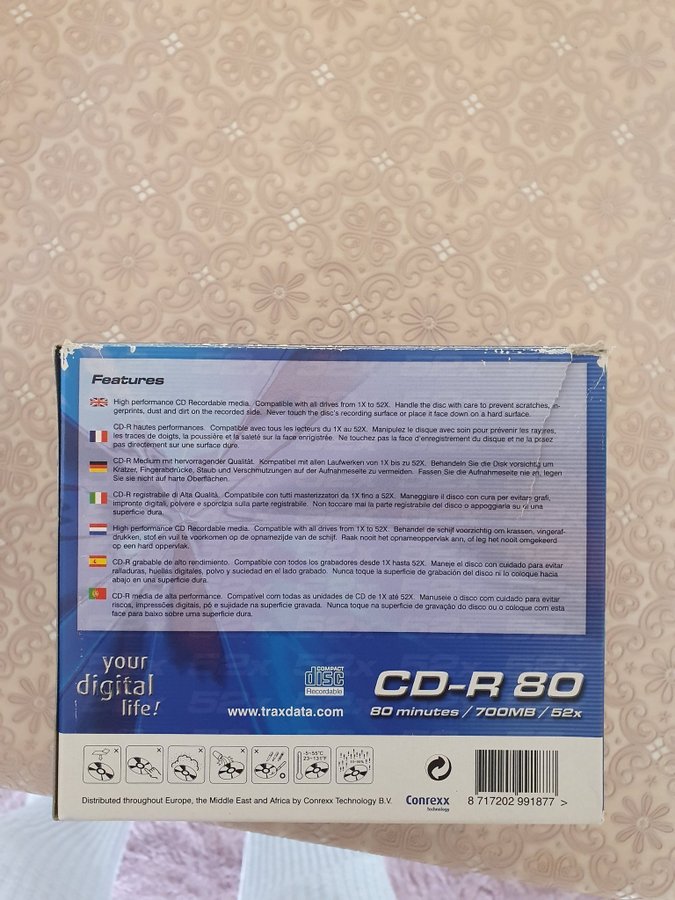 Features
High performance CD Recordable media. Compatible with all drives from 1X to 52X. Handle the disc with care to prevent scratches, fingerprints, dust and dirt on the recorded side. Never touch the disc's recording surface or place it face down on a hard surface.
CD-R hautes performances. Compatible avec tous les lecteurs du 1X au 52X. Manipulez le disque avec soin pour prévenir les rayures,
les traces de doigts, la poussière et la saleté sur la face enregistrée. Ne touchez pas la face d'enregistrement du disque et ne la posez
pas directement sur une surface dure.
CD-R Medium mit hervorragender Qualität. Kompatibel mit allen Laufwerken von 1X bis zu 52X. Behandeln Sie die Disk vorsichtig um
Kratzer, Fingerabdrücke, Staub und Verschmutzungen auf der Aufnahmeseite zu vermeiden. Fassen Sie die Aufnahmeseite nie an, legen
Sie sie nicht auf harte Oberflächen.
CD-R registrabile di Alta Qualità. Compatibile con tutti masterizzatori da 1X fino a 52X. Maneggiare il disco con cura per evitare grafi,
impronte digitali, polvere e sporcizia sulla parte registrabile. Non toccare mai la parte registrabile del disco o appoggiarla su di una
superficie dura.
High performance CD Recordable media. Compatible with all drives from 1X to 52X. Behandel de schijf voorzichtig om krassen, vingeraf-
drukken, stof en vuil te voorkomen op de opnamezijde van de schijf. Raak nooit het opnameoppervlak ann, of leg het nooit omgekeerd
op een hard oppervlak.
CD-R grabable de alto rendimiento. Compatible con todos los grabadores desde 1X hasta 52X. Maneje el disco con cuidado para evitar
ralladuras, huellas digitales, polvo y suciedad en el lado grabado. Nunca toque la superficie de grabación del disco ni lo coloque hacia
abajo en una superficie dura.
CD-R média de alta performance. Compatível com todas as unidades de CD de 1X até 52X. Manuseie o disco com cuidado para evitar
riscos, impressões digitais, pó e sujidade na superfície gravada. Nunca toque na superfície de gravação do disco ou o coloque com esta
face para baixo sobre uma superfície dura.
your
digital
life!
COMPACT
disc
Recordable
www.traxdata.com
CD-R 80
80 minutes / 700MB / 52x
-5-55°C
23-131°F
Distributed throughout Europe, the Middle East and Africa by Conrexx Technology B.V.
Conrexx
Technology
8 717202 991877 >